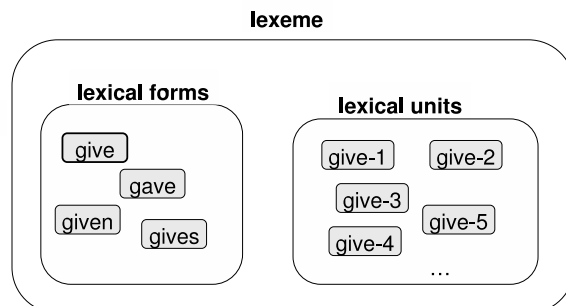 lexeme
lexical forms
give
gave
given
gives
lexical units
give-1
give-2
give-3
give-5
give-4
...